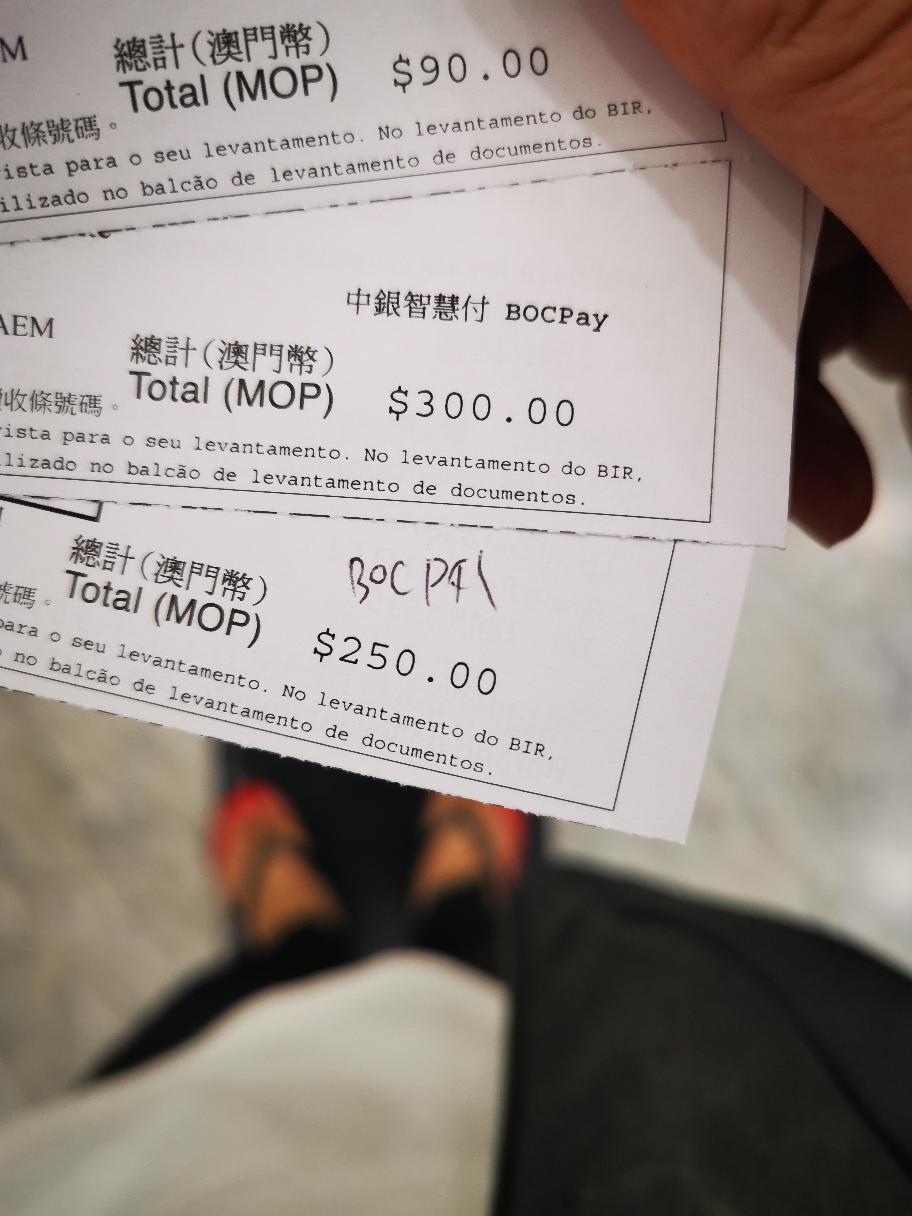 總計(澳門幣)
Total (MOP) $90.00
收條號碼。
para o seu levantamento. No levantamento do BIR,
no balcão de levantamento de documentos.
中銀智慧付 BOCPay
AEM
總計(澳門幣)
Total (MOP) $300.00
收條號碼。
para o seu levantamento. No levantamento do BIR,
no balcão de levantamento de documentos.
總計(澳門幣)
BOC PAY
Total (MOP) $250.00
號碼。
para o seu levantamento. No levantamento do BIR,
no balcão de levantamento de documentos.